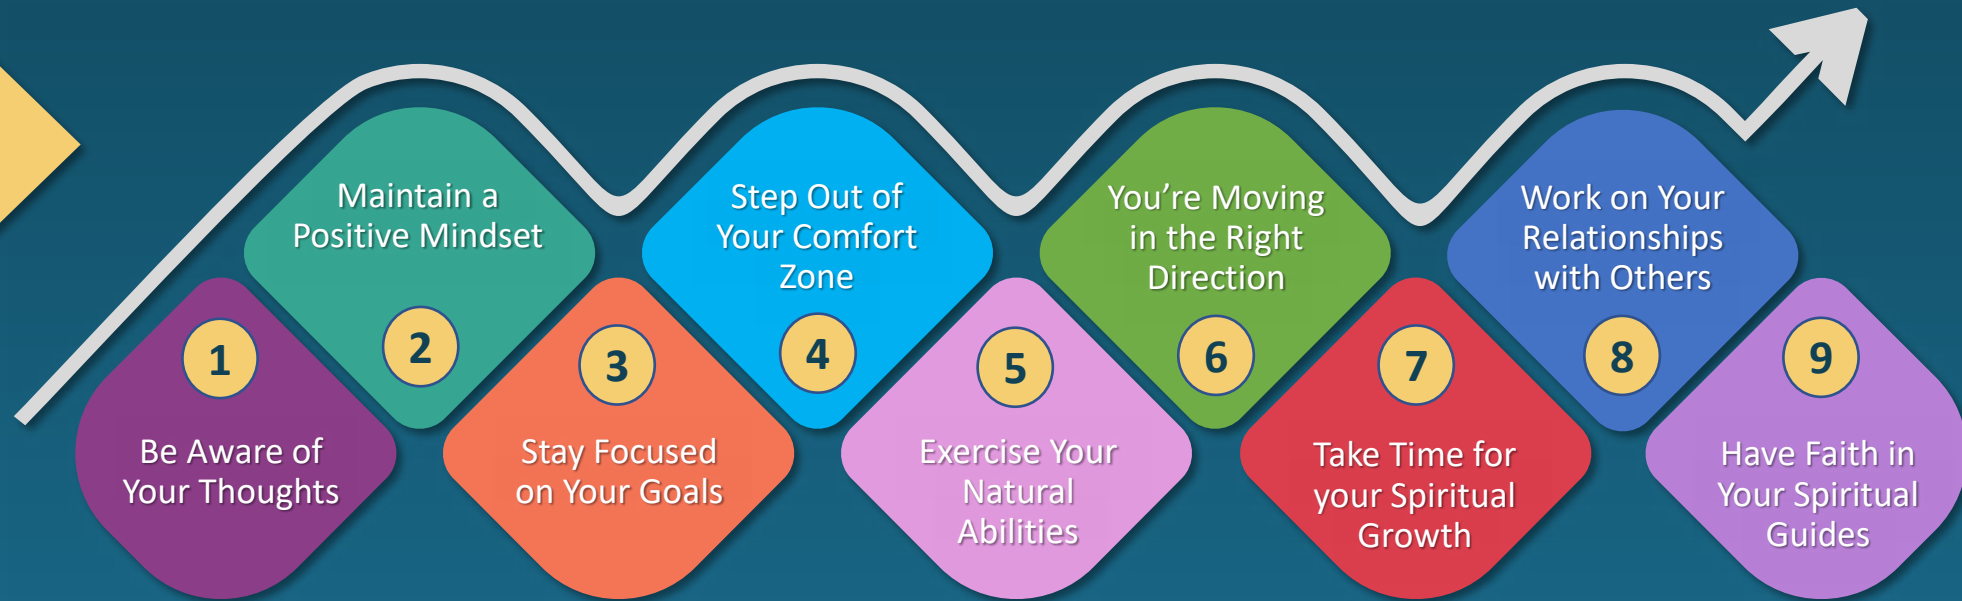 1
Be Aware of
Your Thoughts
Maintain a
Positive Mindset
2
3
Stay Focused
on Your Goals
Step Out of
Your Comfort
Zone
4
5
Exercise Your
Natural
Abilities
You’re Moving
in the Right
Direction
6
7
Take Time for
your Spiritual
Growth
Work on Your
Relationships
with Others
8
9
Have Faith in
Your Spiritual
Guides